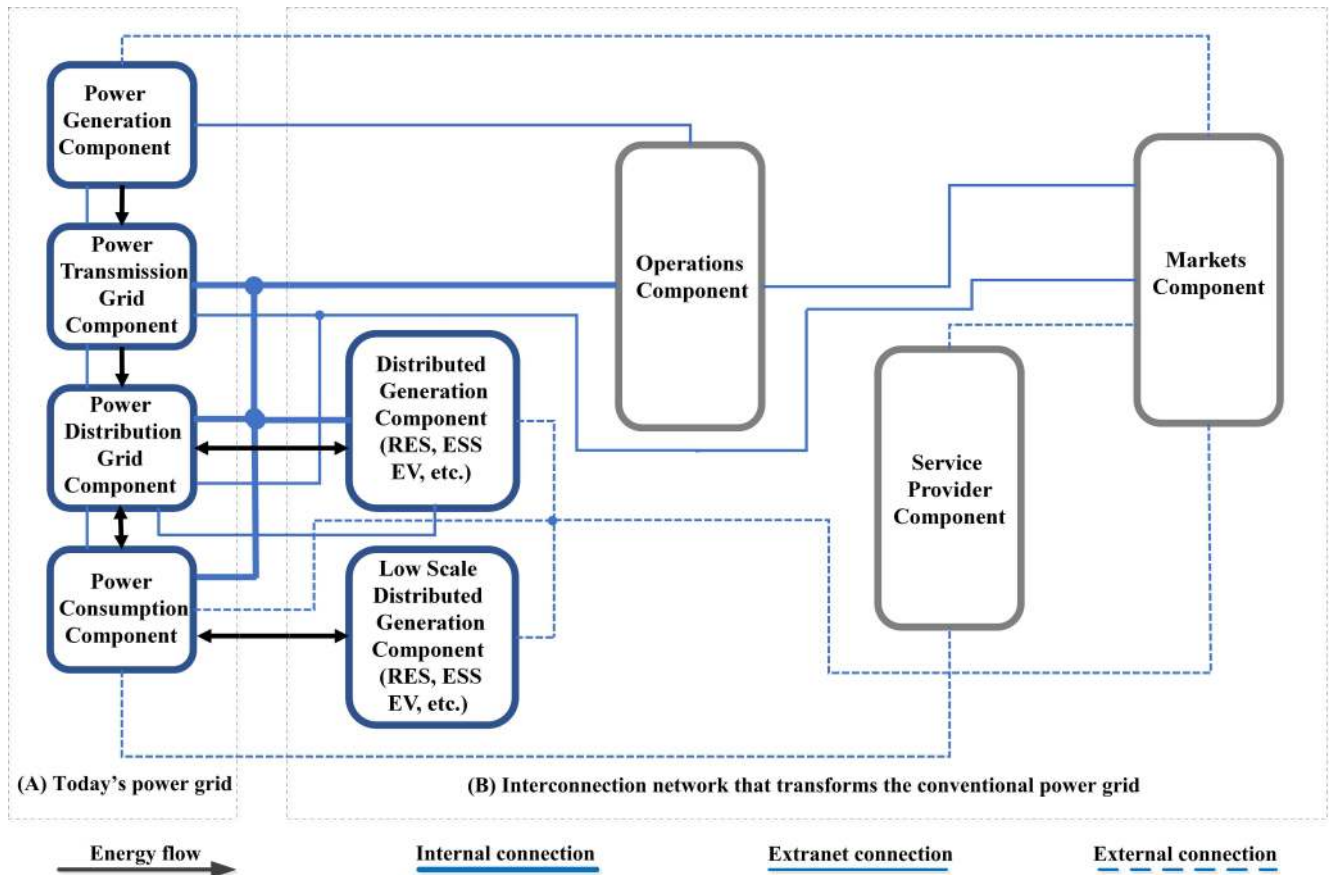 Power
Generation
Component
Power
Transmission
Grid
Component
Operations
Component
Markets
Component
Power
Distribution
Grid
Component
Distributed
Generation
Component
(RES, ESS
EV, etc.)
Service
Provider
Component
Power
Consumption
Component
Low Scale
Distributed
Generation
Component
(RES, ESS
EV, etc.)
(A) Today's power grid
(B) Interconnection network that transforms the conventional power grid
Energy flow
Internal connection
Extranet connection
External connection